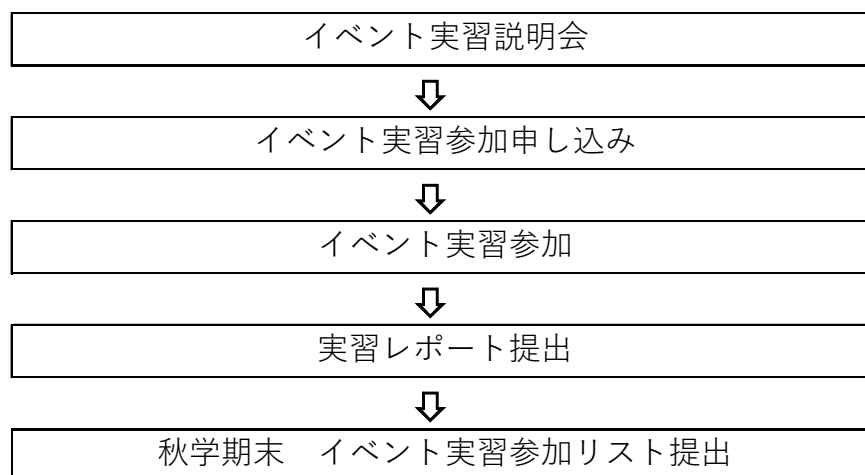 イベント実習説明会
イベント実習参加申し込み
イベント実習参加
実習レポート提出
秋学期末　イベント実習参加リスト提出